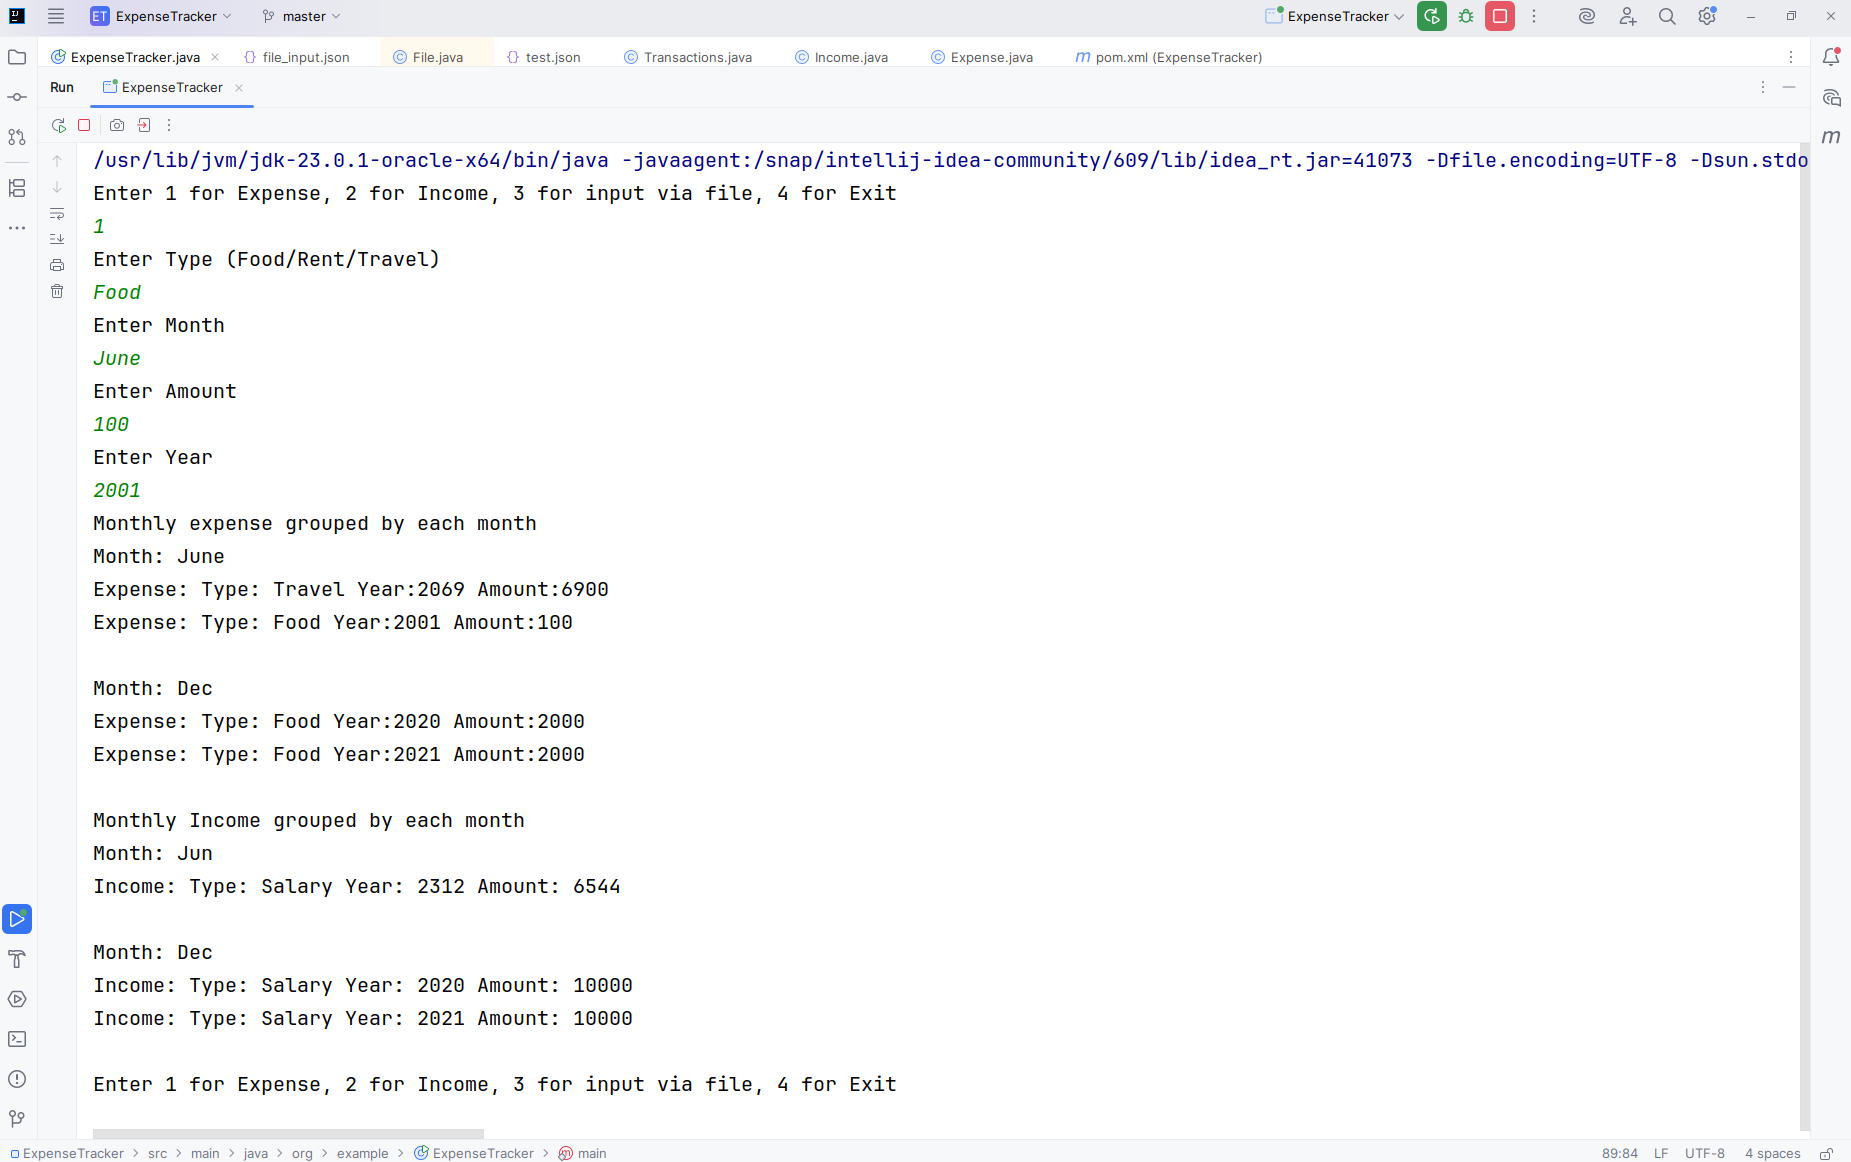 ET ExpenseTracker master ExpenseTracker
ExpenseTracker.java file_input.json File.java test.json Transactions.java Income.java Expense.java pom.xml (ExpenseTracker)
Run ExpenseTracker
/usr/lib/jvm/jdk-23.0.1-oracle-x64/bin/java -javaagent:/snap/intellij-idea-community/609/lib/idea_rt.jar=41073 -Dfile.encoding=UTF-8 -Dsun.stdo
Enter 1 for Expense, 2 for Income, 3 for input via file, 4 for Exit
1
Enter Type (Food/Rent/Travel)
Food
Enter Month
June
Enter Amount
100
Enter Year
2001
Monthly expense grouped by each month
Month: June
Expense: Type: Travel Year:2069 Amount:6900
Expense: Type: Food Year:2001 Amount:100
Month: Dec
Expense: Type: Food Year:2020 Amount:2000
Expense: Type: Food Year:2021 Amount:2000
Monthly Income grouped by each month
Month: Jun
Income: Type: Salary Year: 2312 Amount: 6544
Month: Dec
Income: Type: Salary Year: 2020 Amount: 10000
Income: Type: Salary Year: 2021 Amount: 10000
Enter 1 for Expense, 2 for Income, 3 for input via file, 4 for Exit
ExpenseTracker > src > main > java > org > example > ExpenseTracker > main 89:84 LF UTF-8 4 spaces